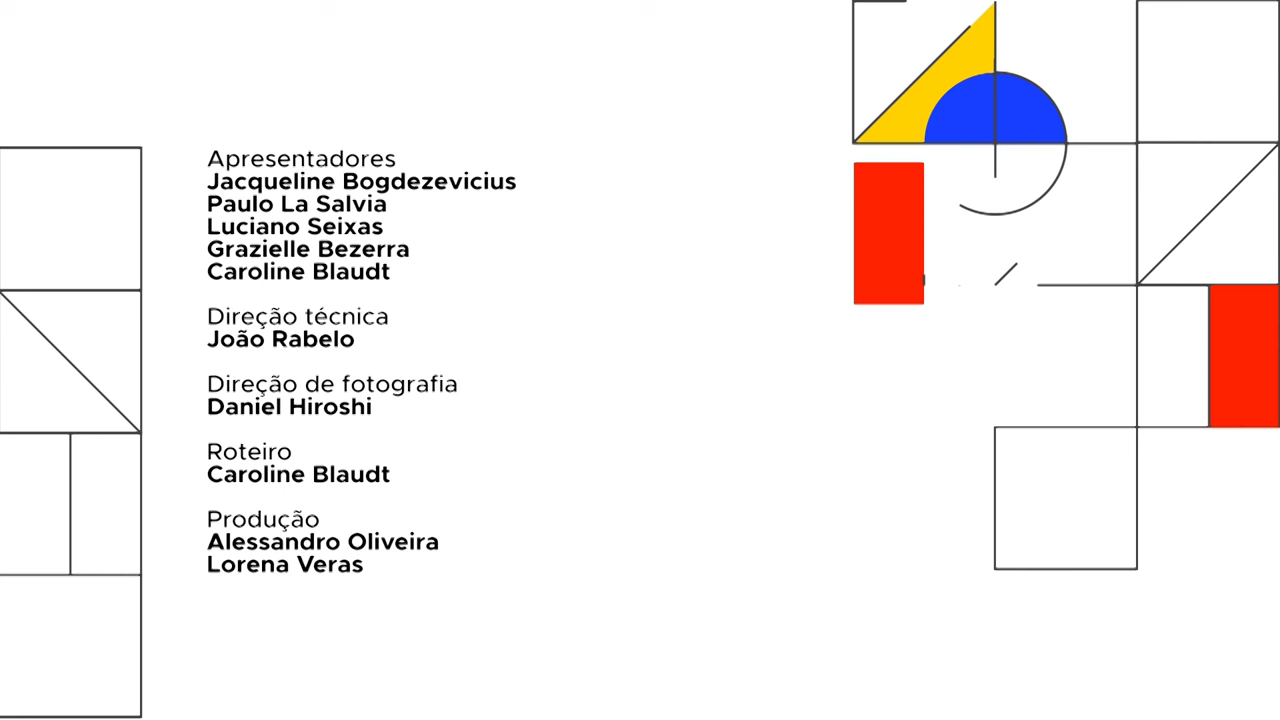 Apresentadores
Jacqueline Bogdezevicius
Paulo La Salvia
Luciano Seixas
Grazielle Bezerra
Caroline Blaudt
Direção técnica
João Rabelo
Direção de fotografia
Daniel Hiroshi
Roteiro
Caroline Blaudt
Produção
Alessandro Oliveira
Lorena Veras